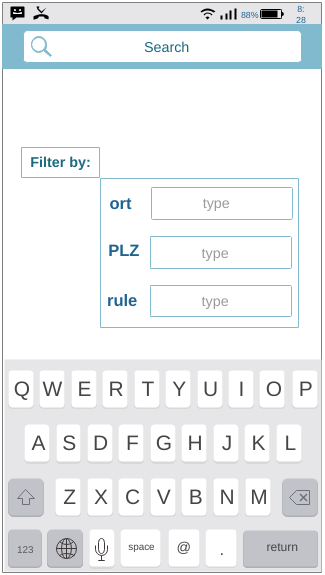 88% 8:
28
Search
Filter by:
ort type
PLZ type
rule type
Q W E R T Y U I O P
A S D F G H J K L
Z X C V B N M
123 space @ . return